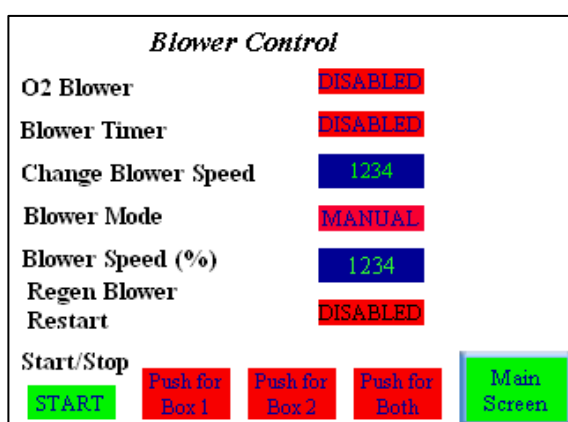 Blower Control
O2 Blower DISABLED
Blower Timer DISABLED
Change Blower Speed 1234
Blower Mode MANUAL
Blower Speed (%) 1234
Regen Blower
Restart DISABLED
Start/Stop
START
Push for
Box 1
Push for
Box 2
Push for
Both
Main
Screen